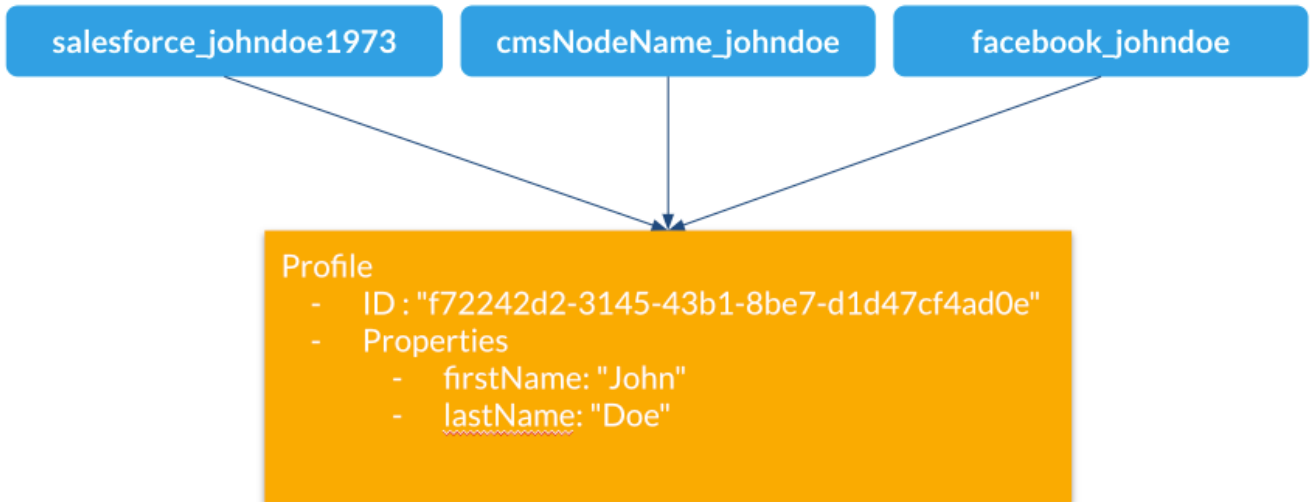 salesforce_johndoe1973
cmsNodeName_johndoe
facebook_johndoe
Profile
- ID : "f72242d2-3145-43b1-8be7-d1d47cf4ad0e"
- Properties
- firstName: "John"
- lastName: "Doe"